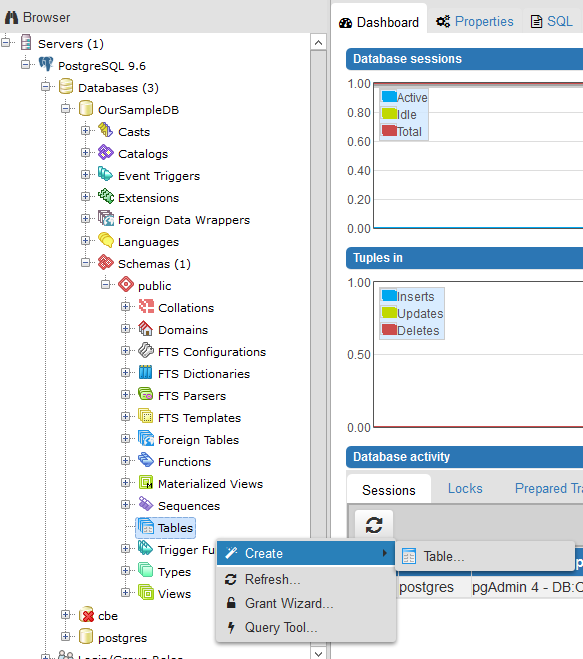 Browser
Servers (1)
PostgreSQL 9.6
Databases (3)
OurSampleDB
Casts
Catalogs
Event Triggers
Extensions
Foreign Data Wrappers
Languages
Schemas (1)
public
Collations
Domains
FTS Configurations
FTS Dictionaries
FTS Parsers
FTS Templates
Foreign Tables
Functions
Materialized Views
Sequences
Tables
Trigger Fu
Types
Views
cbe
postgres
Login/Group Roles
Create
Refresh...
Grant Wizard...
Query Tool...
Table...
Dashboard Properties SQL
Database sessions
1.00
0.80
0.60
0.40
0.20
0.00
Active
Idle
Total
Tuples in
1.00
0.50
0.00
Inserts
Updates
Deletes
Database activity
Sessions Locks Prepared Tra
postgres pgAdmin 4 - DB:O